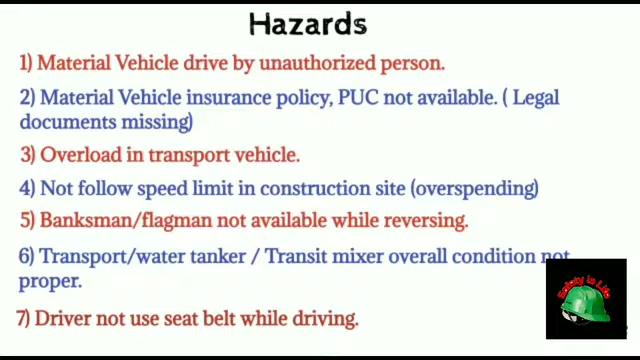 Hazards
1) Material Vehicle drive by unauthorized person.
2) Material Vehicle insurance policy, PUC not available. ( Legal
documents missing)
3) Overload in transport vehicle.
4) Not follow speed limit in construction site (overspending)
5) Banksman/flagman not available while reversing.
6) Transport/water tanker / Transit mixer overall condition not
proper.
Safety is Life
7) Driver not use seat belt while driving.